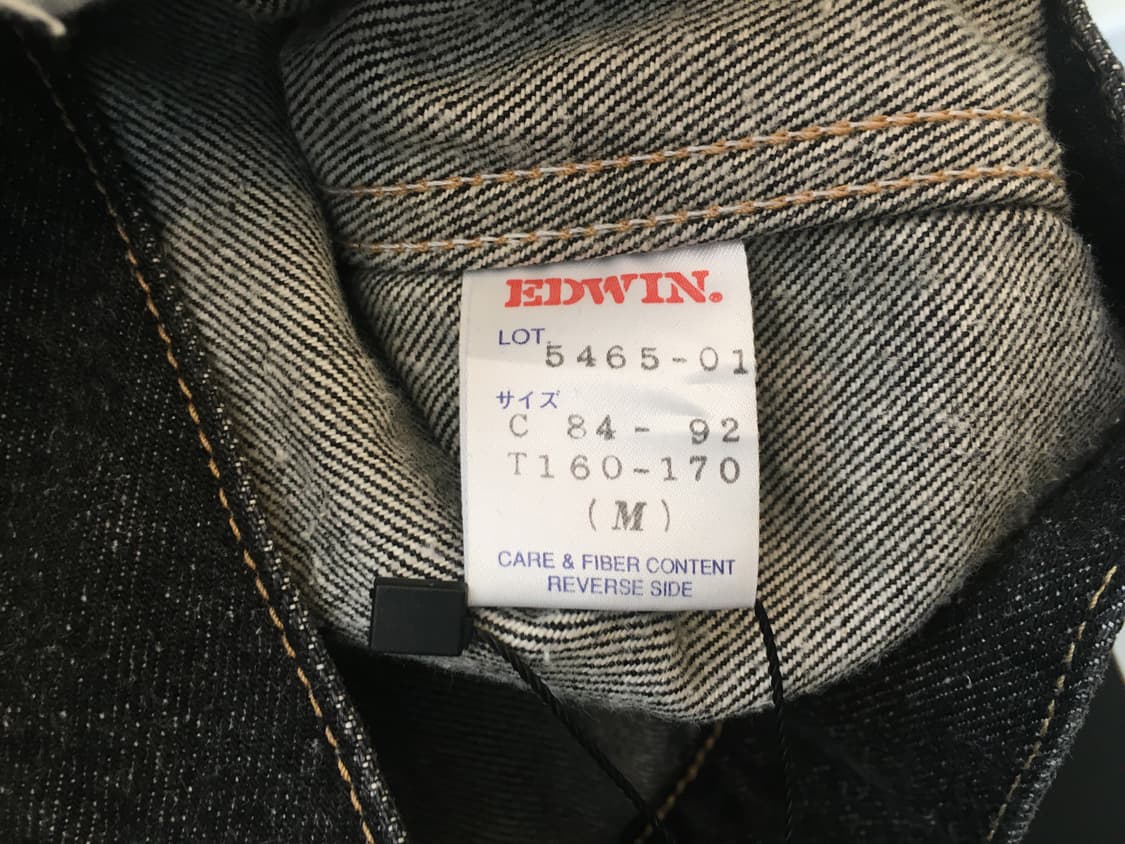 EDWIN.
LOT.
5465-01
サイズ
C 84- 92
T160-170
(M)
CARE & FIBER CONTENT
REVERSE SIDE